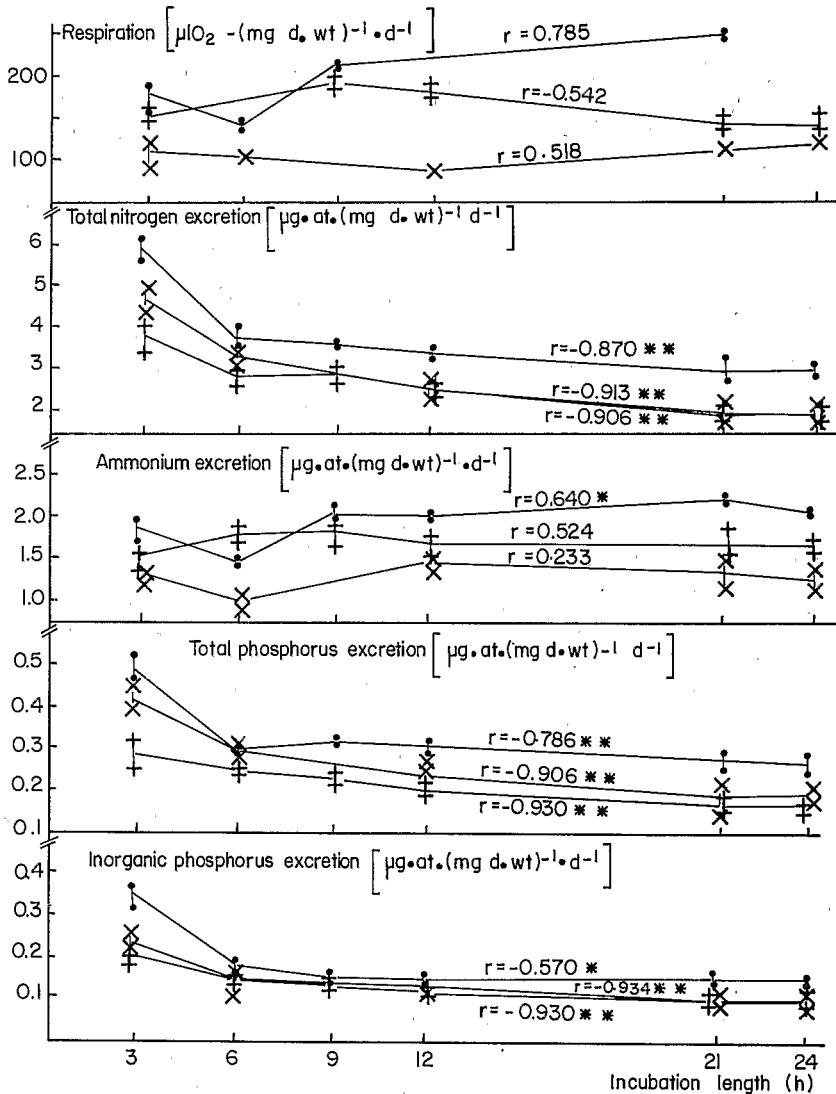 Respiration [µlO2 -(mg d. wt)-1 • d-1]
r = 0.785
200
r=-0.542
100
r=0.518
Total nitrogen excretion [µg•at.(mg d• wt)-1 d-1]
6
5
4
3
2
r=-0.870 **
r=-0.913 **
r=-0.906 **
Ammonium excretion [µg•at•(mg d•wt)-1•d-1]
2.5
2.0
1.5
1.0
r=0.640 *
r=0.524
r=0.233
Total phosphorus excretion [µg.at.(mg d•wt)-1 d-1]
0.5
0.4
0.3
0.2
0.1
r=-0.786 **
r=-0.906 **
r=-0.930 **
Inorganic phosphorus excretion [µg•at.(mg d•wt)-1•d-1]
0.4
0.3
0.2
0.1
r=-0.570 *
r=-0.934 **
r= -0.930 **
3 6 9 12 21 24
Incubation length (h)